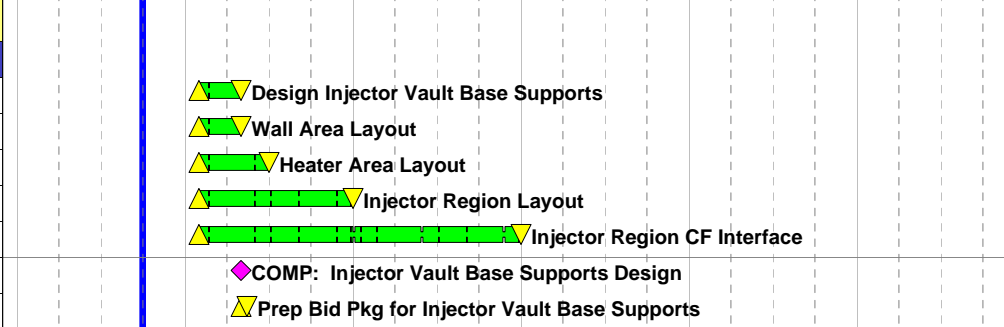 Design Injector Vault Base Supports
Wall Area Layout
Heater Area Layout
Injector Region Layout
Injector Region CF Interface
COMP:  Injector Vault Base Supports Design
Prep Bid Pkg for Injector Vault Base Supports